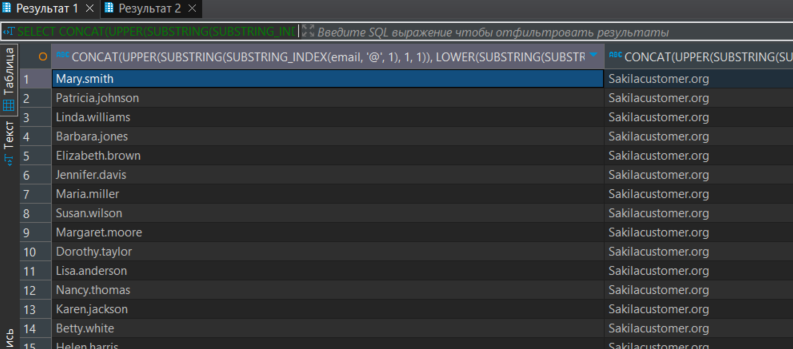 Результат 1 × Результат 2 ×
SELECT CONCAT(UPPER(SUBSTRING(SUBSTRING_IND Введите SQL выражение чтобы отфильтровать результаты
Таблица
Текст
ись
ABC CONCAT(UPPER(SUBSTRING(SUBSTRING_INDEX(email, '@', 1), 1, 1)), LOWER(SUBSTRING(SUBSTR ABC CONCAT(UPPER(SUBSTRING(SU
1 Mary.smith Sakilacustomer.org
2 Patricia.johnson Sakilacustomer.org
3 Linda.williams Sakilacustomer.org
4 Barbara.jones Sakilacustomer.org
5 Elizabeth.brown Sakilacustomer.org
6 Jennifer.davis Sakilacustomer.org
7 Maria.miller Sakilacustomer.org
8 Susan.wilson Sakilacustomer.org
9 Margaret.moore Sakilacustomer.org
10 Dorothy.taylor Sakilacustomer.org
11 Lisa.anderson Sakilacustomer.org
12 Nancy.thomas Sakilacustomer.org
13 Karen.jackson Sakilacustomer.org
14 Betty.white Sakilacustomer.org
15 Helen.harris Sakilacustomer.org